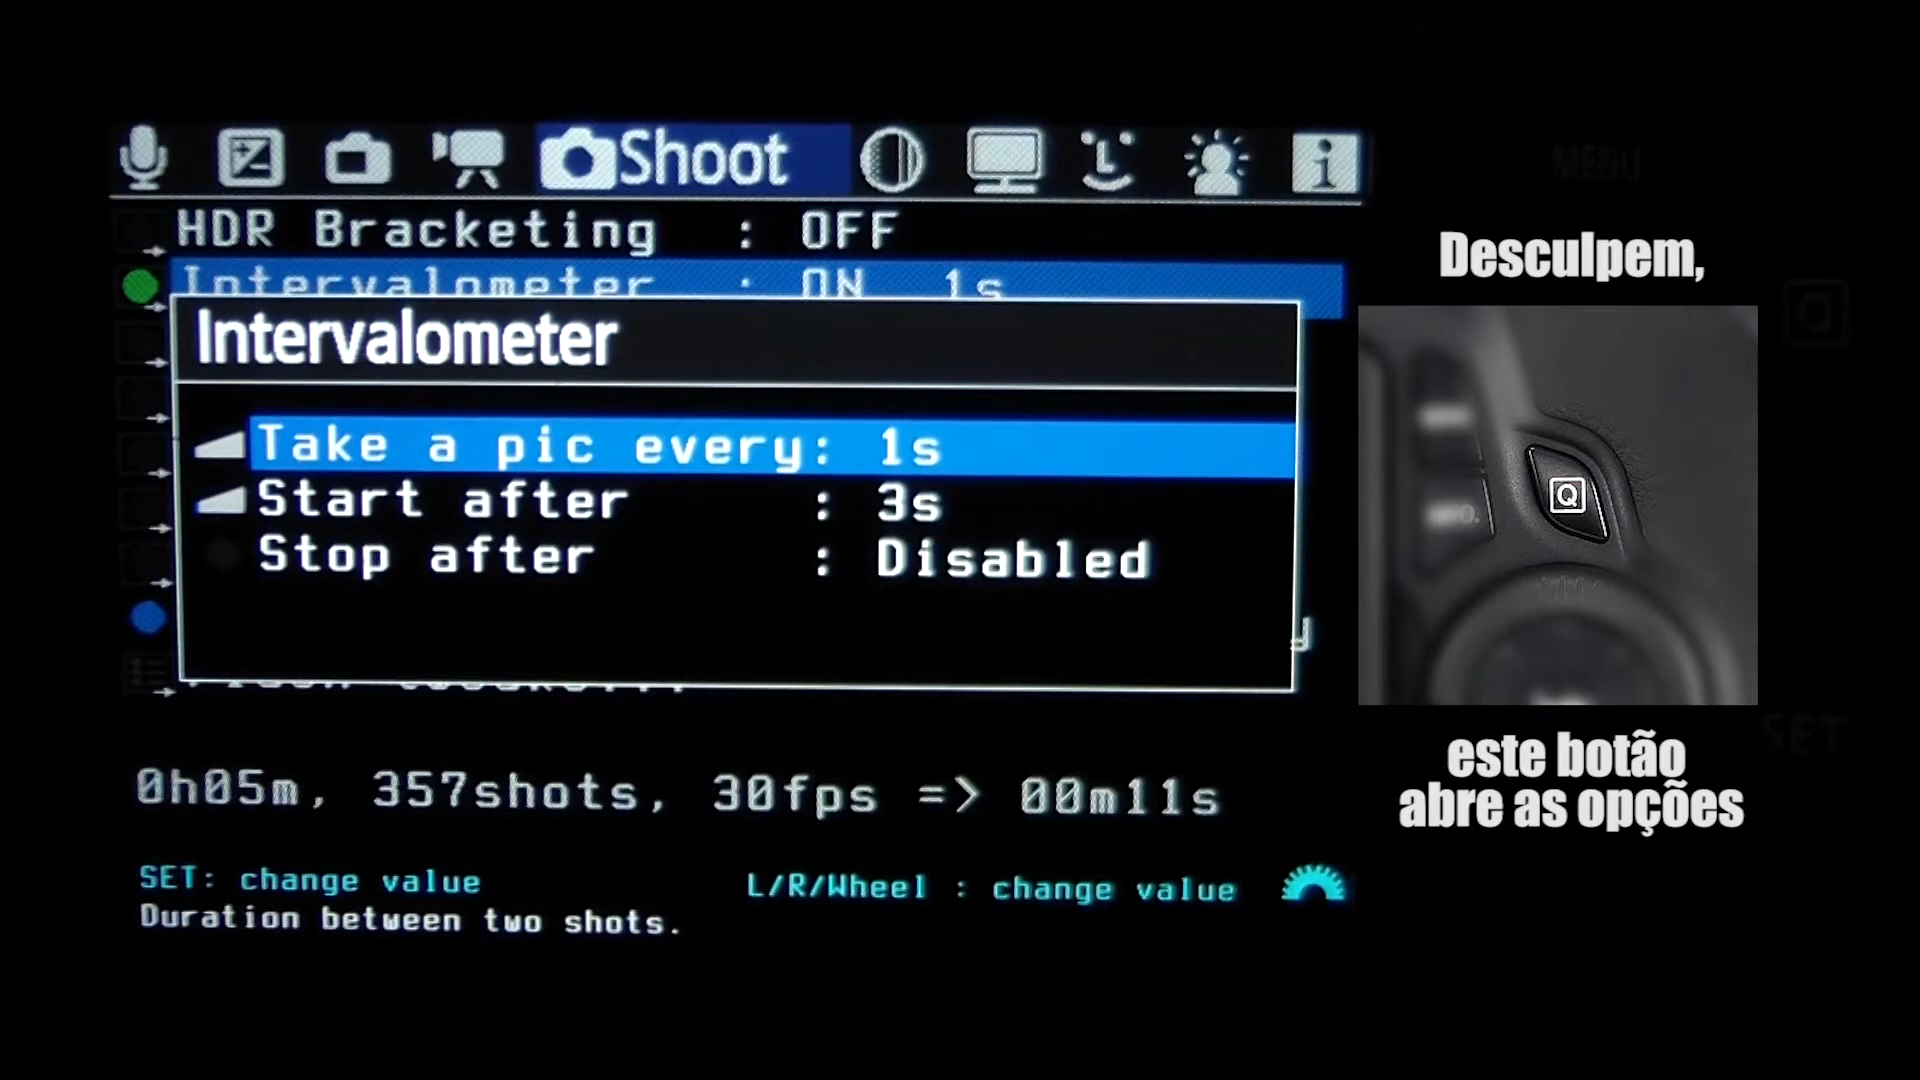 Shoot
HDR Bracketing : OFF
Intervalometer : ON 1s
Intervalometer
Take a pic every: 1s
Start after : 3s
Stop after : Disabled
0h05m, 357shots, 30fps => 00m11s
SET: change value L/R/Wheel : change value
Duration between two shots.
MENU
Desculpem,
Q
Q
este botão
abre as opções
SET